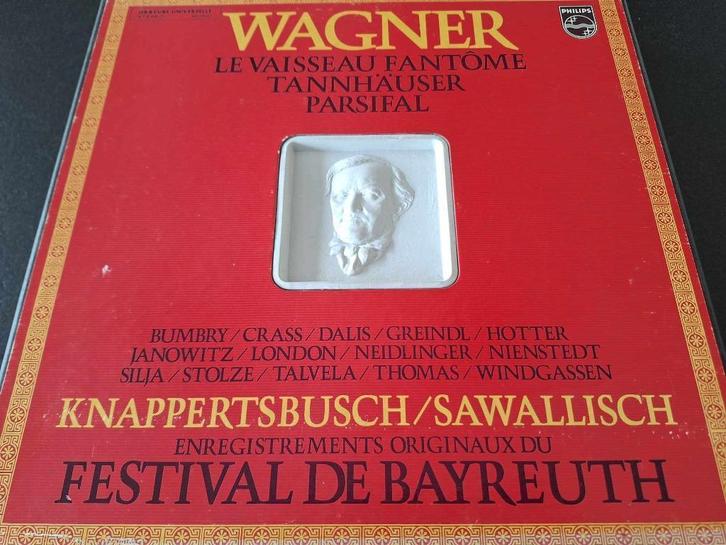 WAGNER
PHILIPS
LE VAISSEAU FANTÔME
TANNHÄUSER
PARSIFAL
BUMBRY / CRASS / DALIS / GREINDL / HOTTER
JANOWITZ / LONDON / NEIDLINGER / NIENSTEDT
SILJA / STOLZE / TALVELA / THOMAS / WINDGASSEN
KNAPPERTSBUSCH/SAWALLISCH
ENREGISTREMENTS ORIGINAUX DU
FESTIVAL DE BAYREUTH